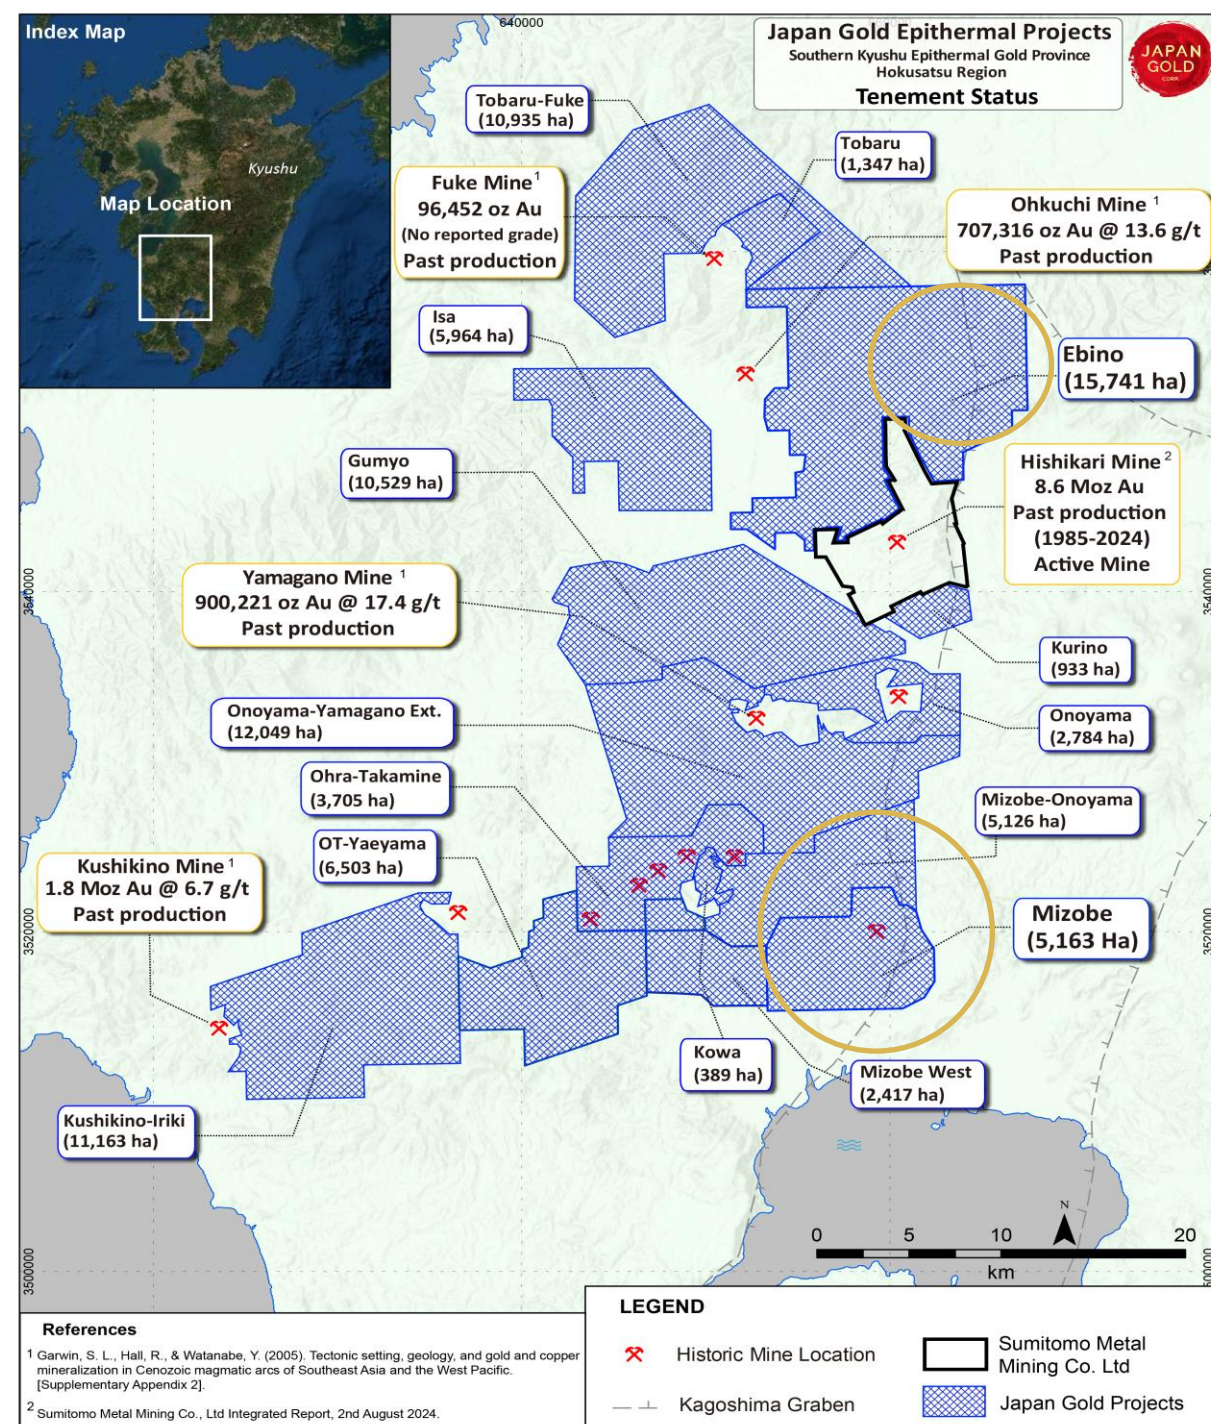 Index Map
Kyushu
Map Location
640000
Japan Gold Epithermal Projects
Southern Kyushu Epithermal Gold Province
Hokusatsu Region
Tenement Status
JAPAN
GOLD
CORP.
Tobaru-Fuke
(10,935 ha)
Tobaru
(1,347 ha)
Fuke Mine 1
96,452 oz Au
(No reported grade)
Past production
Ohkuchi Mine 1
707,316 oz Au @ 13.6 g/t
Past production
Isa
(5,964 ha)
Ebino
(15,741 ha)
Gumyo
(10,529 ha)
Hishikari Mine 2
8.6 Moz Au
Past production
(1985-2024)
Active Mine
Yamagano Mine 1
900,221 oz Au @ 17.4 g/t
Past production
3540000
3540000
Kurino
(933 ha)
Onoyama-Yamagano Ext.
(12,049 ha)
Onoyama
(2,784 ha)
Ohra-Takamine
(3,705 ha)
Mizobe-Onoyama
(5,126 ha)
OT-Yaeyama
(6,503 ha)
Kushikino Mine 1
1.8 Moz Au @ 6.7 g/t
Past production
Mizobe
(5,163 Ha)
3520000
3520000
Kowa
(389 ha)
Mizobe West
(2,417 ha)
Kushikino-Iriki
(11,163 ha)
N
0 5 10 20
km
3500000
References
1 Garwin, S. L., Hall, R., & Watanabe, Y. (2005). Tectonic setting, geology, and gold and copper
mineralization in Cenozoic magmatic arcs of Southeast Asia and the West Pacific.
[Supplementary Appendix 2].
2 Sumitomo Metal Mining Co., Ltd Integrated Report, 2nd August 2024.
LEGEND
Historic Mine Location
Sumitomo Metal
Mining Co. Ltd
Kagoshima Graben
Japan Gold Projects